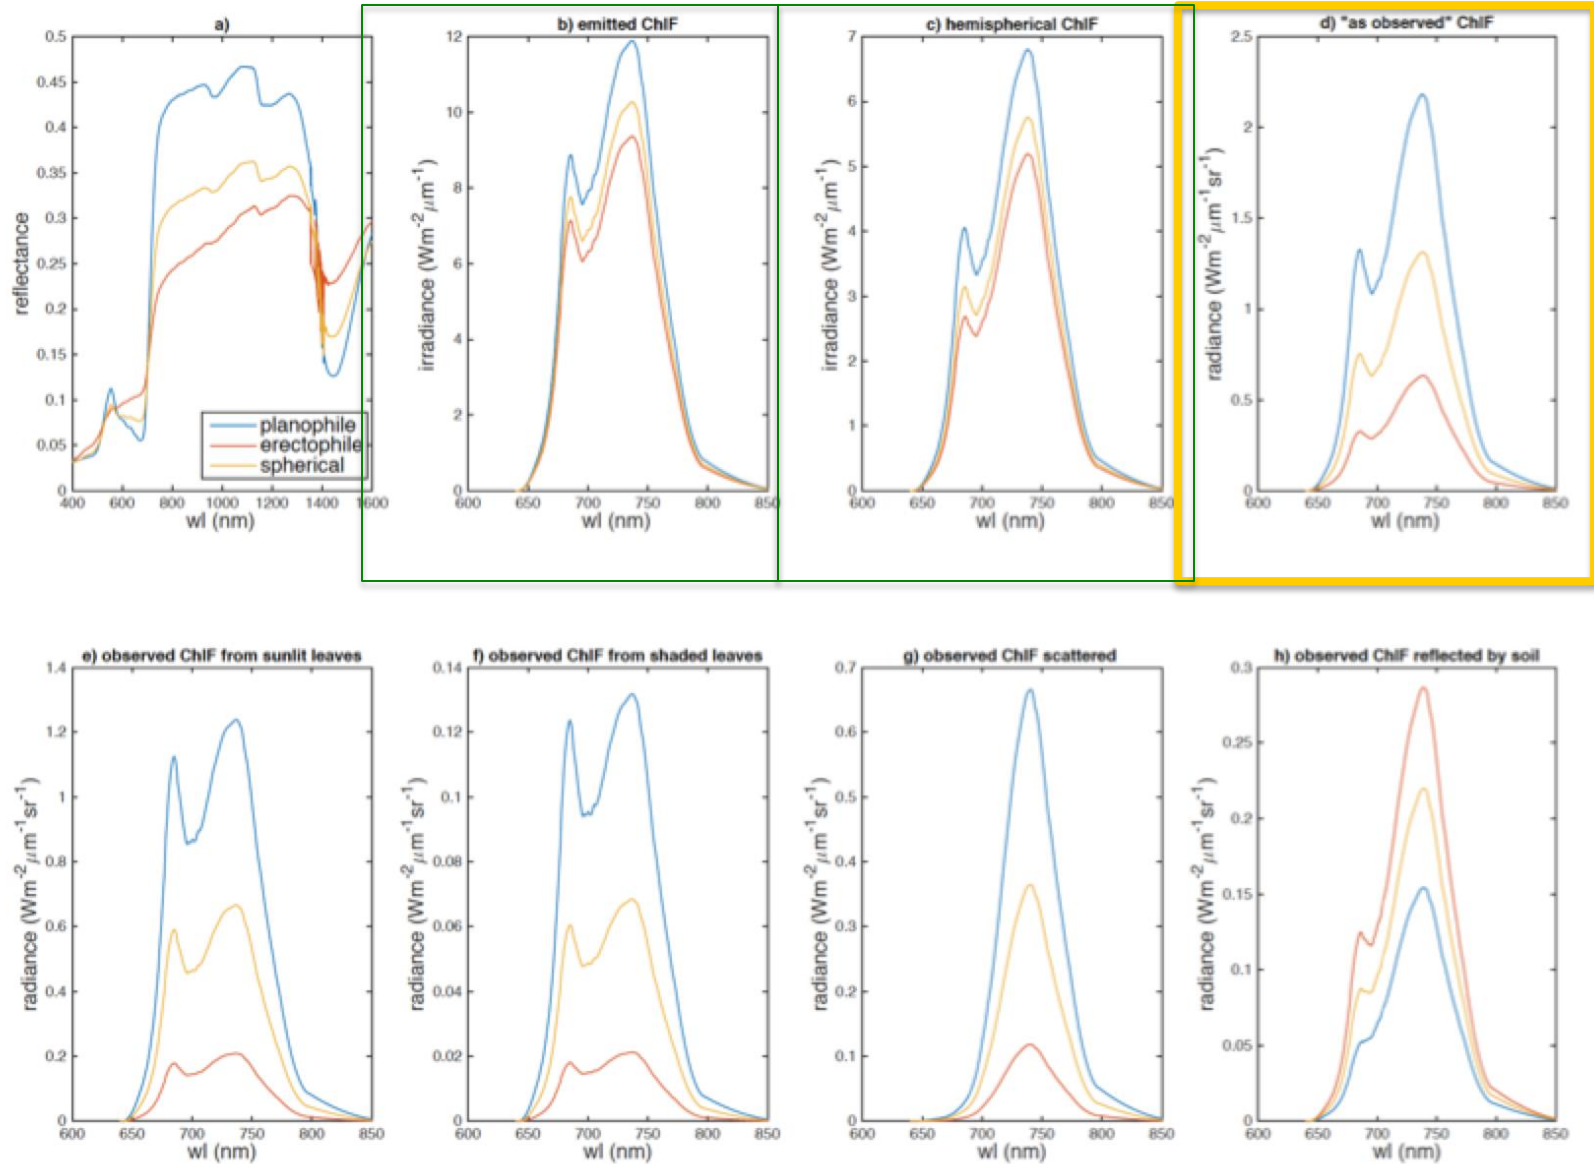 a)
0.5
0.45
0.4
0.35
0.3
0.25
0.2
0.15
0.1
0.05
0
reflectance
400 600 800 1000 1200 1400 1600
wl (nm)
planophile
erectophile
spherical
b) emitted ChlF
12
10
8
6
4
2
0
irradiance (Wm-2 μm-1)
600 650 700 750 800 850
wl (nm)
c) hemispherical ChlF
7
6
5
4
3
2
1
0
irradiance (Wm-2 μm-1)
600 650 700 750 800 850
wl (nm)
d) "as observed" ChlF
2.5
2
1.5
1
0.5
0
radiance (Wm-2 μm-1 sr-1)
600 650 700 750 800 850
wl (nm)
e) observed ChlF from sunlit leaves
1.4
1.2
1
0.8
0.6
0.4
0.2
0
radiance (Wm-2 μm-1 sr-1)
600 650 700 750 800 850
wl (nm)
f) observed ChlF from shaded leaves
0.14
0.12
0.1
0.08
0.06
0.04
0.02
0
radiance (Wm-2 μm-1 sr-1)
600 650 700 750 800 850
wl (nm)
g) observed ChlF scattered
0.7
0.6
0.5
0.4
0.3
0.2
0.1
0
radiance (Wm-2 μm-1 sr-1)
600 650 700 750 800 850
wl (nm)
h) observed ChlF reflected by soil
0.3
0.25
0.2
0.15
0.1
0.05
0
radiance (Wm-2 μm-1 sr-1)
600 650 700 750 800 850
wl (nm)